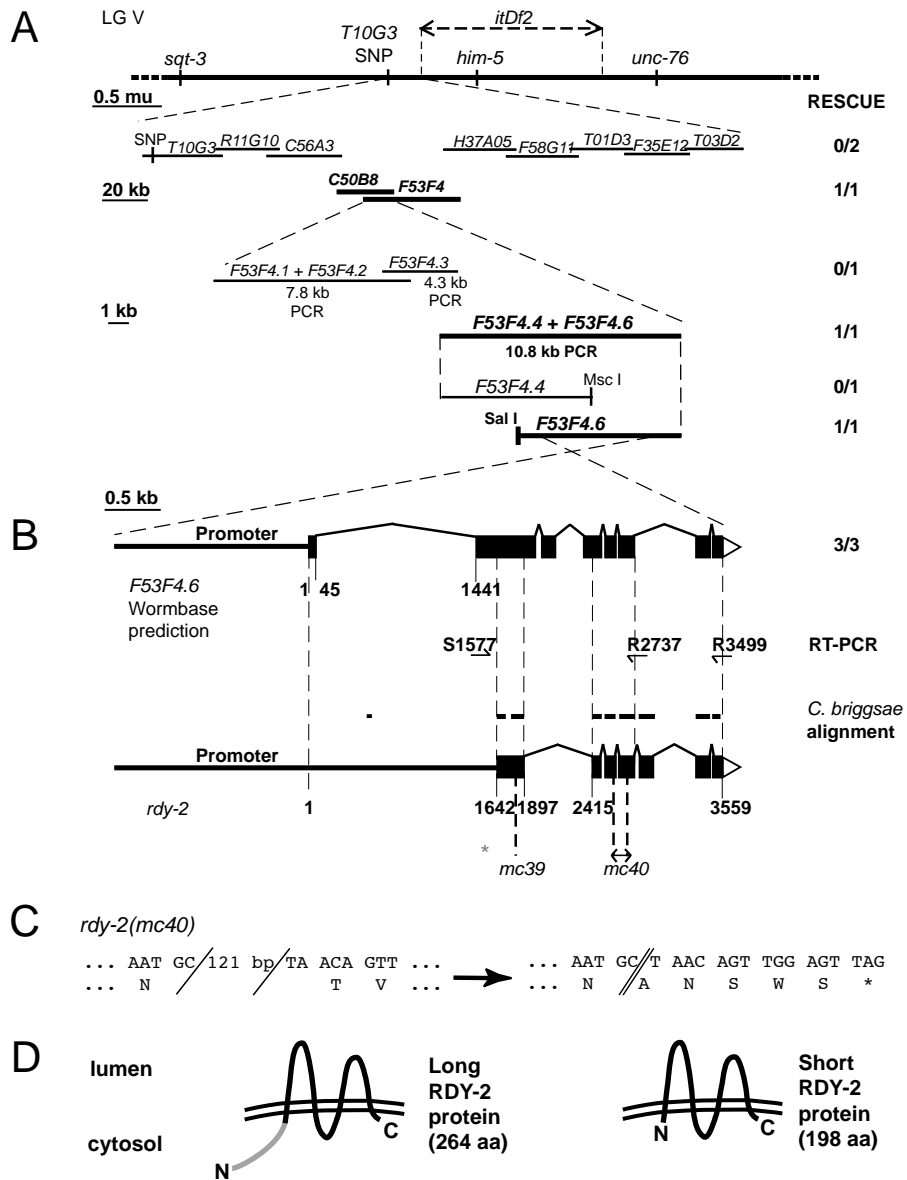 A
LG V
T10G3
SNP
itDf2
sqt-3
him-5
unc-76
0.5 mu
RESCUE
SNP
T10G3
R11G10
C56A3
H37A05
F58G11
T01D3
F35E12
T03D2
0/2
20 kb
C50B8
F53F4
1/1
F53F4.1 + F53F4.2
F53F4.3
7.8 kb
PCR
4.3 kb
PCR
0/1
1 kb
F53F4.4 + F53F4.6
10.8 kb PCR
1/1
F53F4.4
Msc I
0/1
Sal I
F53F4.6
1/1
0.5 kb
B
Promoter
3/3
1 45
1441
F53F4.6
Wormbase
prediction
S1577
R2737
R3499
RT-PCR
C. briggsae
alignment
Promoter
rdy-2
1
1642
1897
2415
3559
*
mc39
mc40
C
rdy-2(mc40)
... AAT GC/121 bp/TA ACA GTT ...
... N T V ...
... AAT GC//T AAC AGT TGG AGT TAG
... N A N S W S *
D
lumen
cytosol
N
C
Long
RDY-2
protein
(264 aa)
N
C
Short
RDY-2
protein
(198 aa)